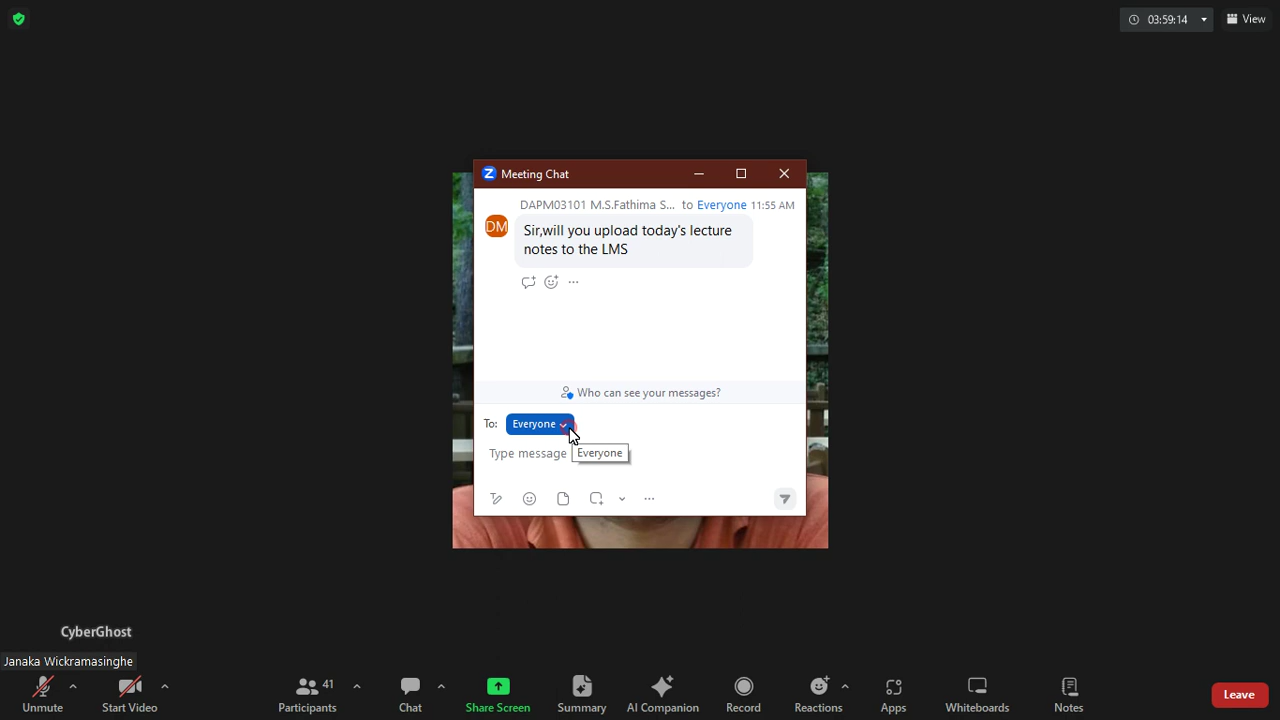 03:59:14
View
Meeting Chat
DAPM03101 M.S.Fathima S... to Everyone 11:55 AM
DM
Sir,will you upload today's lecture
notes to the LMS
Who can see your messages?
To: Everyone
Type message
Everyone
CyberGhost
Janaka Wickramasinghe
41
Unmute Start Video Participants Chat Share Screen Summary AI Companion Record Reactions Apps Whiteboards Notes
Leave